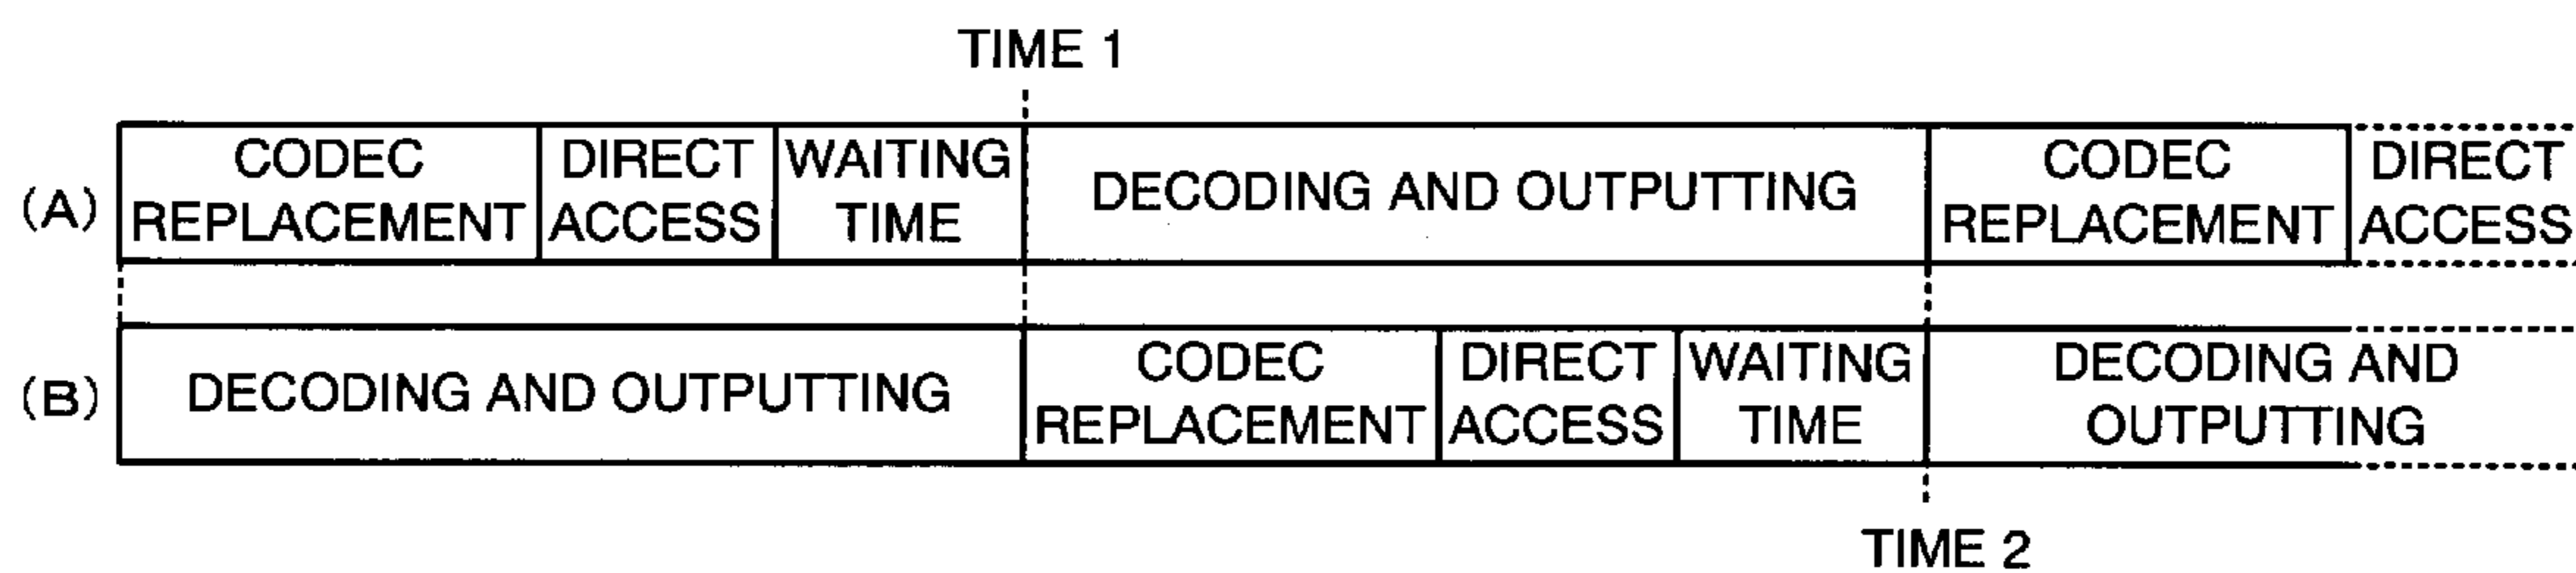 TIME 1
(A)
CODEC
REPLACEMENT
DIRECT
ACCESS
WAITING
TIME
DECODING AND OUTPUTTING
CODEC
REPLACEMENT
DIRECT
ACCESS
(B)
DECODING AND OUTPUTTING
CODEC
REPLACEMENT
DIRECT
ACCESS
WAITING
TIME
DECODING AND
OUTPUTTING
TIME 2